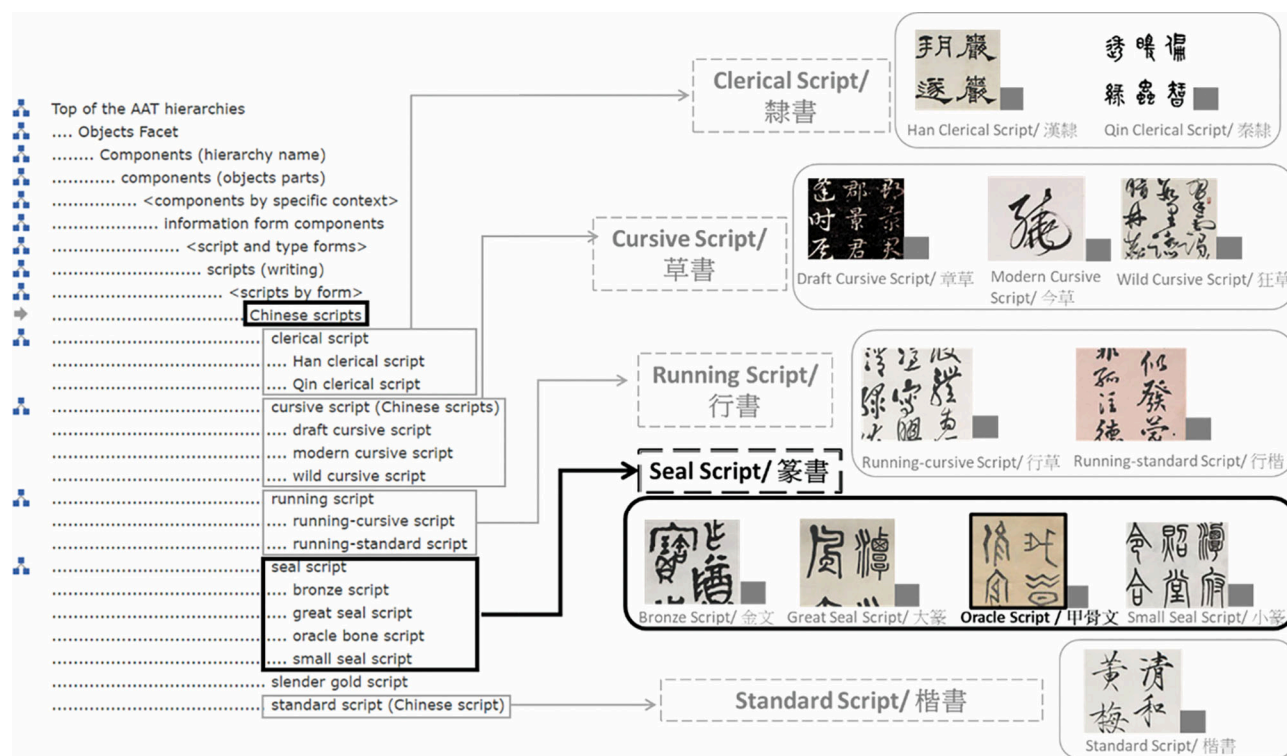 Top of the AAT hierarchies
.... Objects Facet
........ Components (hierarchy name)
............ components (objects parts)
................ <components by specific context>
.................... information form components
........................ <script and type forms>
............................ scripts (writing)
................................ <scripts by form>
.................................... Chinese scripts
........................................ clerical script
............................................ Han clerical script
............................................ Qin clerical script
........................................ cursive script (Chinese scripts)
............................................ draft cursive script
............................................ modern cursive script
............................................ wild cursive script
........................................ running script
............................................ running-cursive script
............................................ running-standard script
........................................ seal script
............................................ bronze script
............................................ great seal script
............................................ oracle bone script
............................................ small seal script
........................................ slender gold script
........................................ standard script (Chinese script)
Clerical Script/
隸書
Han Clerical Script/ 漢隸
Qin Clerical Script/ 秦隸
Cursive Script/
草書
Draft Cursive Script/ 章草
Modern Cursive
Script/ 今草
Wild Cursive Script/ 狂草
Running Script/
行書
Running-cursive Script/ 行草
Running-standard Script/ 行楷
Seal Script/ 篆書
Bronze Script/ 金文
Great Seal Script/ 大篆
Oracle Script / 甲骨文
Small Seal Script/ 小篆
Standard Script/ 楷書
清和
黃梅
Standard Script/ 楷書